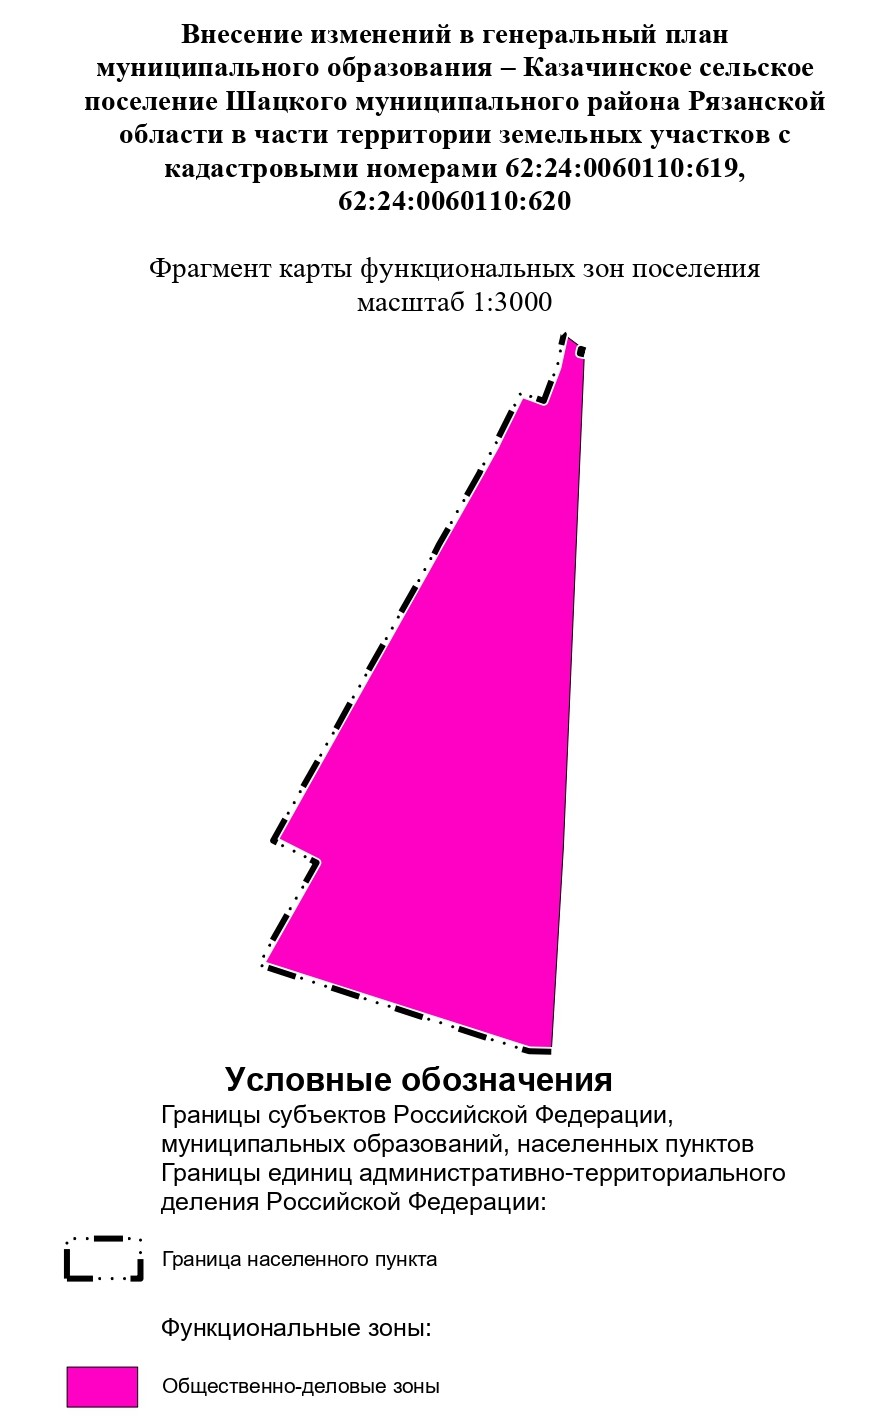 Внесение изменений в генеральный план
муниципального образования – Казачинское сельское
поселение Шацкого муниципального района Рязанской
области в части территории земельных участков с
кадастровыми номерами 62:24:0060110:619,
62:24:0060110:620
Фрагмент карты функциональных зон поселения
масштаб 1:3000
Условные обозначения
Границы субъектов Российской Федерации,
муниципальных образований, населенных пунктов
Границы единиц административно-территориального
деления Российской Федерации:
Граница населенного пункта
Функциональные зоны:
Общественно-деловые зоны